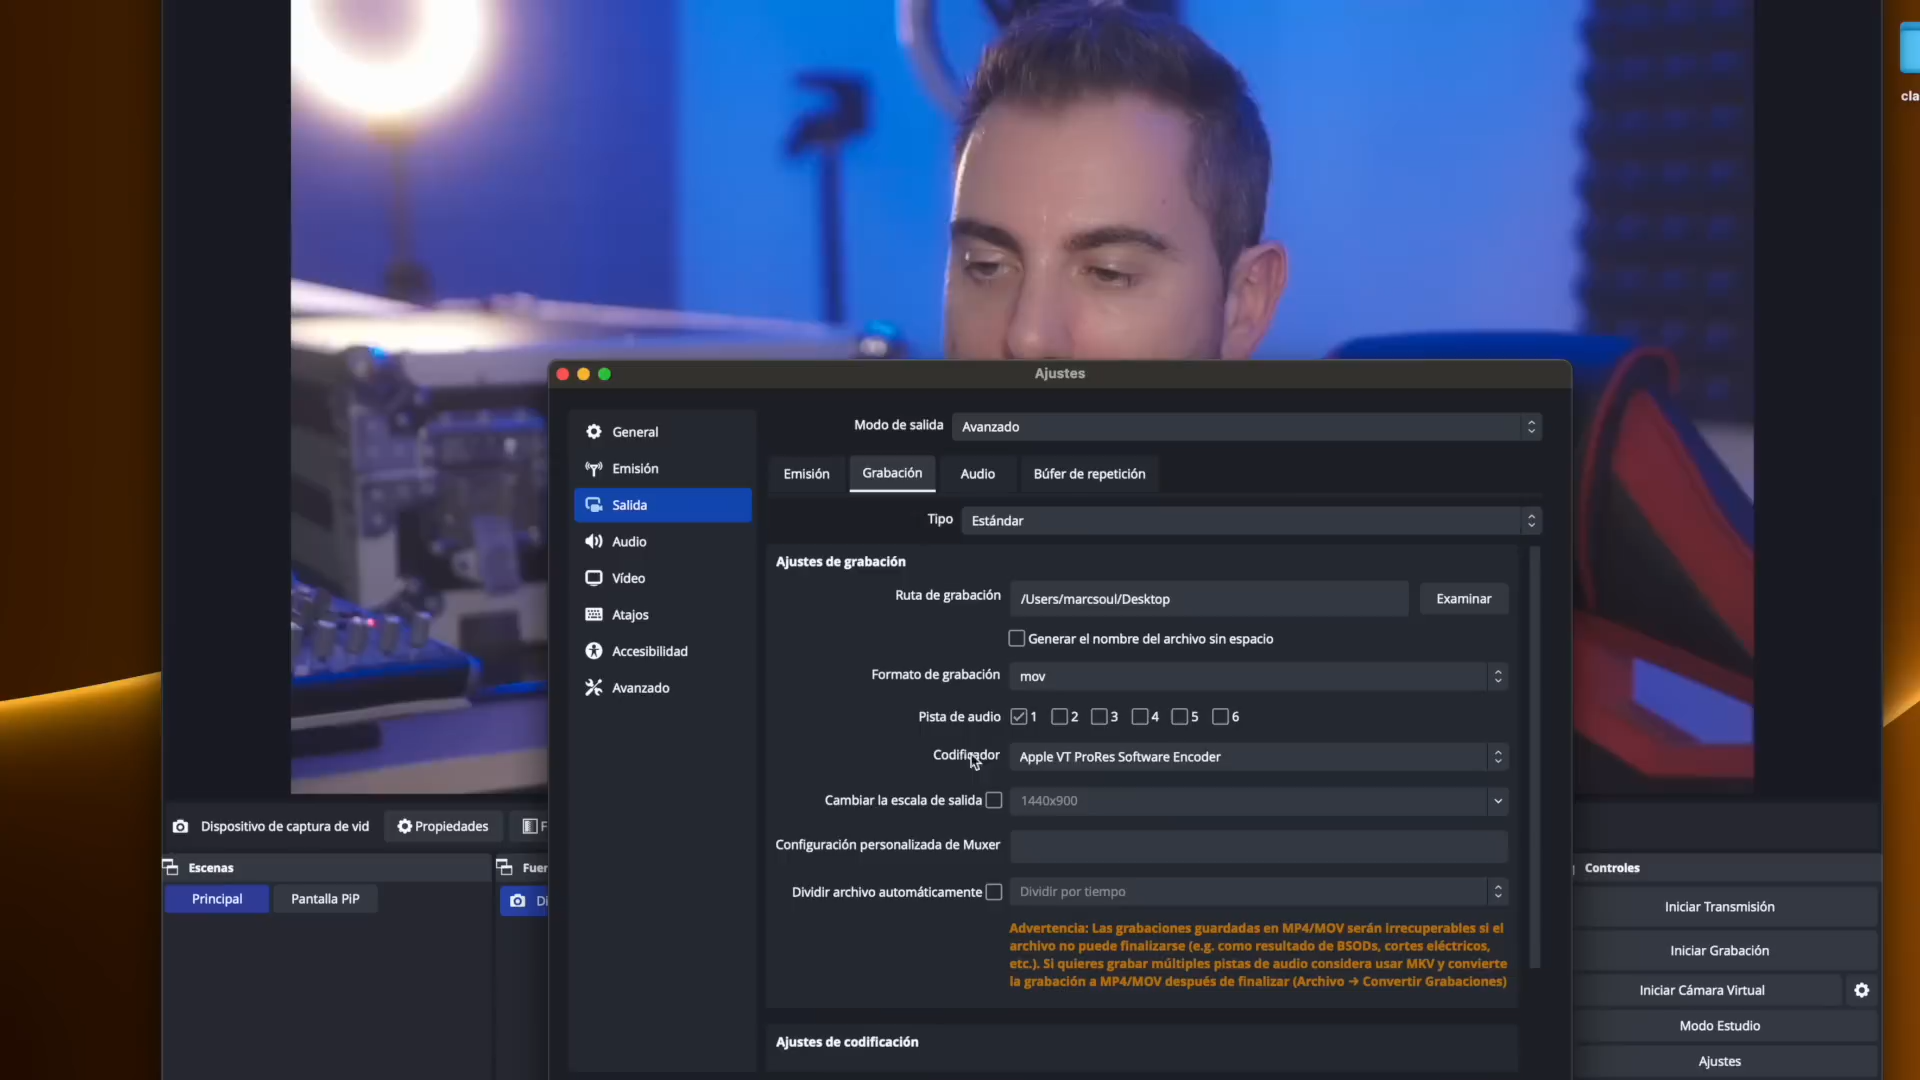 cla
Ajustes
General
Emisión
Salida
Audio
Vídeo
Atajos
Accesibilidad
Avanzado
Modo de salida Avanzado
Emisión Grabación Audio Búfer de repetición
Tipo Estándar
Ajustes de grabación
Ruta de grabación /Users/marcsoul/Desktop Examinar
Generar el nombre del archivo sin espacio
Formato de grabación mov
Pista de audio 1 2 3 4 5 6
Codificador Apple VT ProRes Software Encoder
Cambiar la escala de salida 1440x900
Configuración personalizada de Muxer
Dividir archivo automáticamente Dividir por tiempo
Advertencia: Las grabaciones guardadas en MP4/MOV serán irrecuperables si el
archivo no puede finalizarse (e.g. como resultado de BSODs, cortes eléctricos,
etc.). Si quieres grabar múltiples pistas de audio considera usar MKV y convierte
la grabación a MP4/MOV después de finalizar (Archivo → Convertir Grabaciones)
Ajustes de codificación
Dispositivo de captura de vid Propiedades F
Escenas
Principal Pantalla PiP
Fuer
Di
Controles
Iniciar Transmisión
Iniciar Grabación
Iniciar Cámara Virtual
Modo Estudio
Ajustes